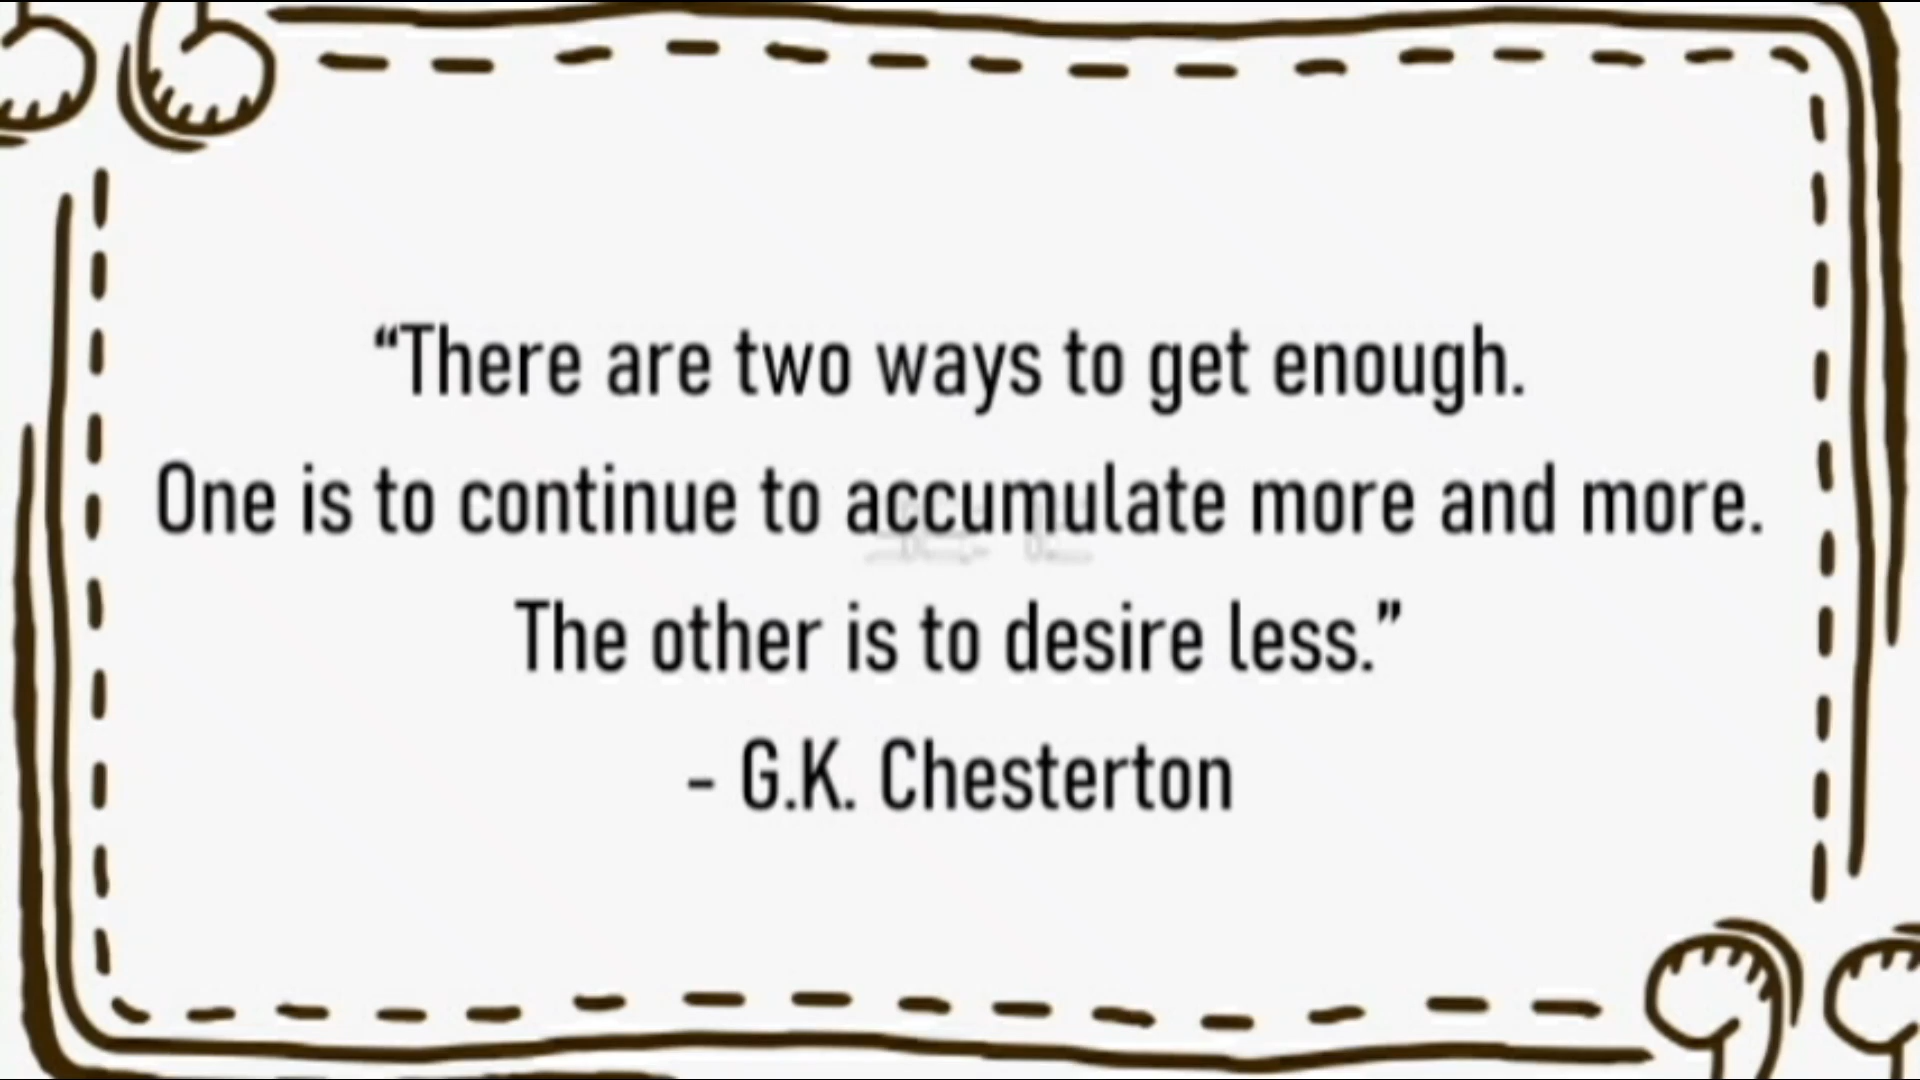 “There are two ways to get enough.
One is to continue to accumulate more and more.
The other is to desire less.”
- G.K. Chesterton